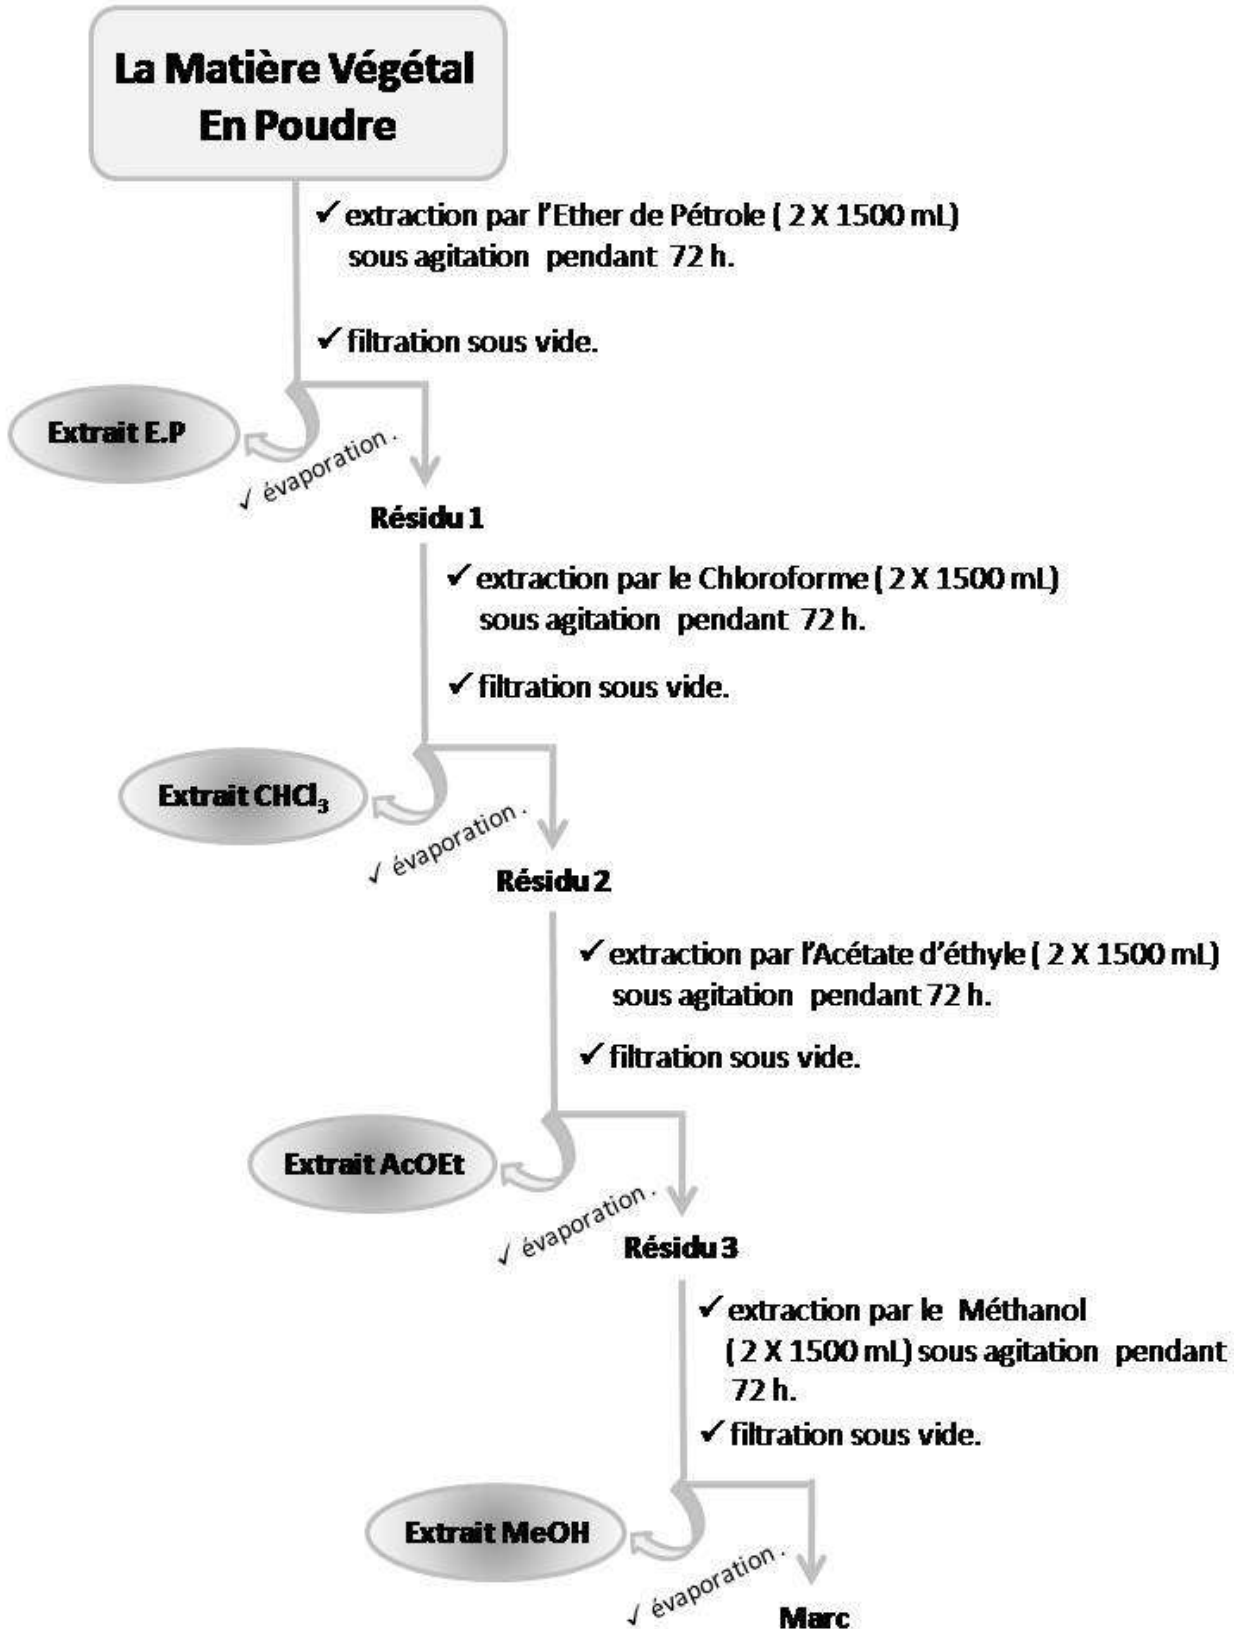 La Matière Végétal
En Poudre
✓ extraction par l'Ether de Pétrole ( 2 X 1500 mL)
sous agitation pendant 72 h.
✓ filtration sous vide.
Extrait E.P
√ évaporation .
Résidu 1
✓ extraction par le Chloroforme ( 2 X 1500 mL)
sous agitation pendant 72 h.
✓ filtration sous vide.
Extrait CHCl₃
√ évaporation .
Résidu 2
✓ extraction par l'Acétate d'éthyle ( 2 X 1500 mL)
sous agitation pendant 72 h.
✓ filtration sous vide.
Extrait AcOEt
√ évaporation .
Résidu 3
✓ extraction par le Méthanol
( 2 X 1500 mL) sous agitation pendant
72 h.
✓ filtration sous vide.
Extrait MeOH
√ évaporation .
Marc